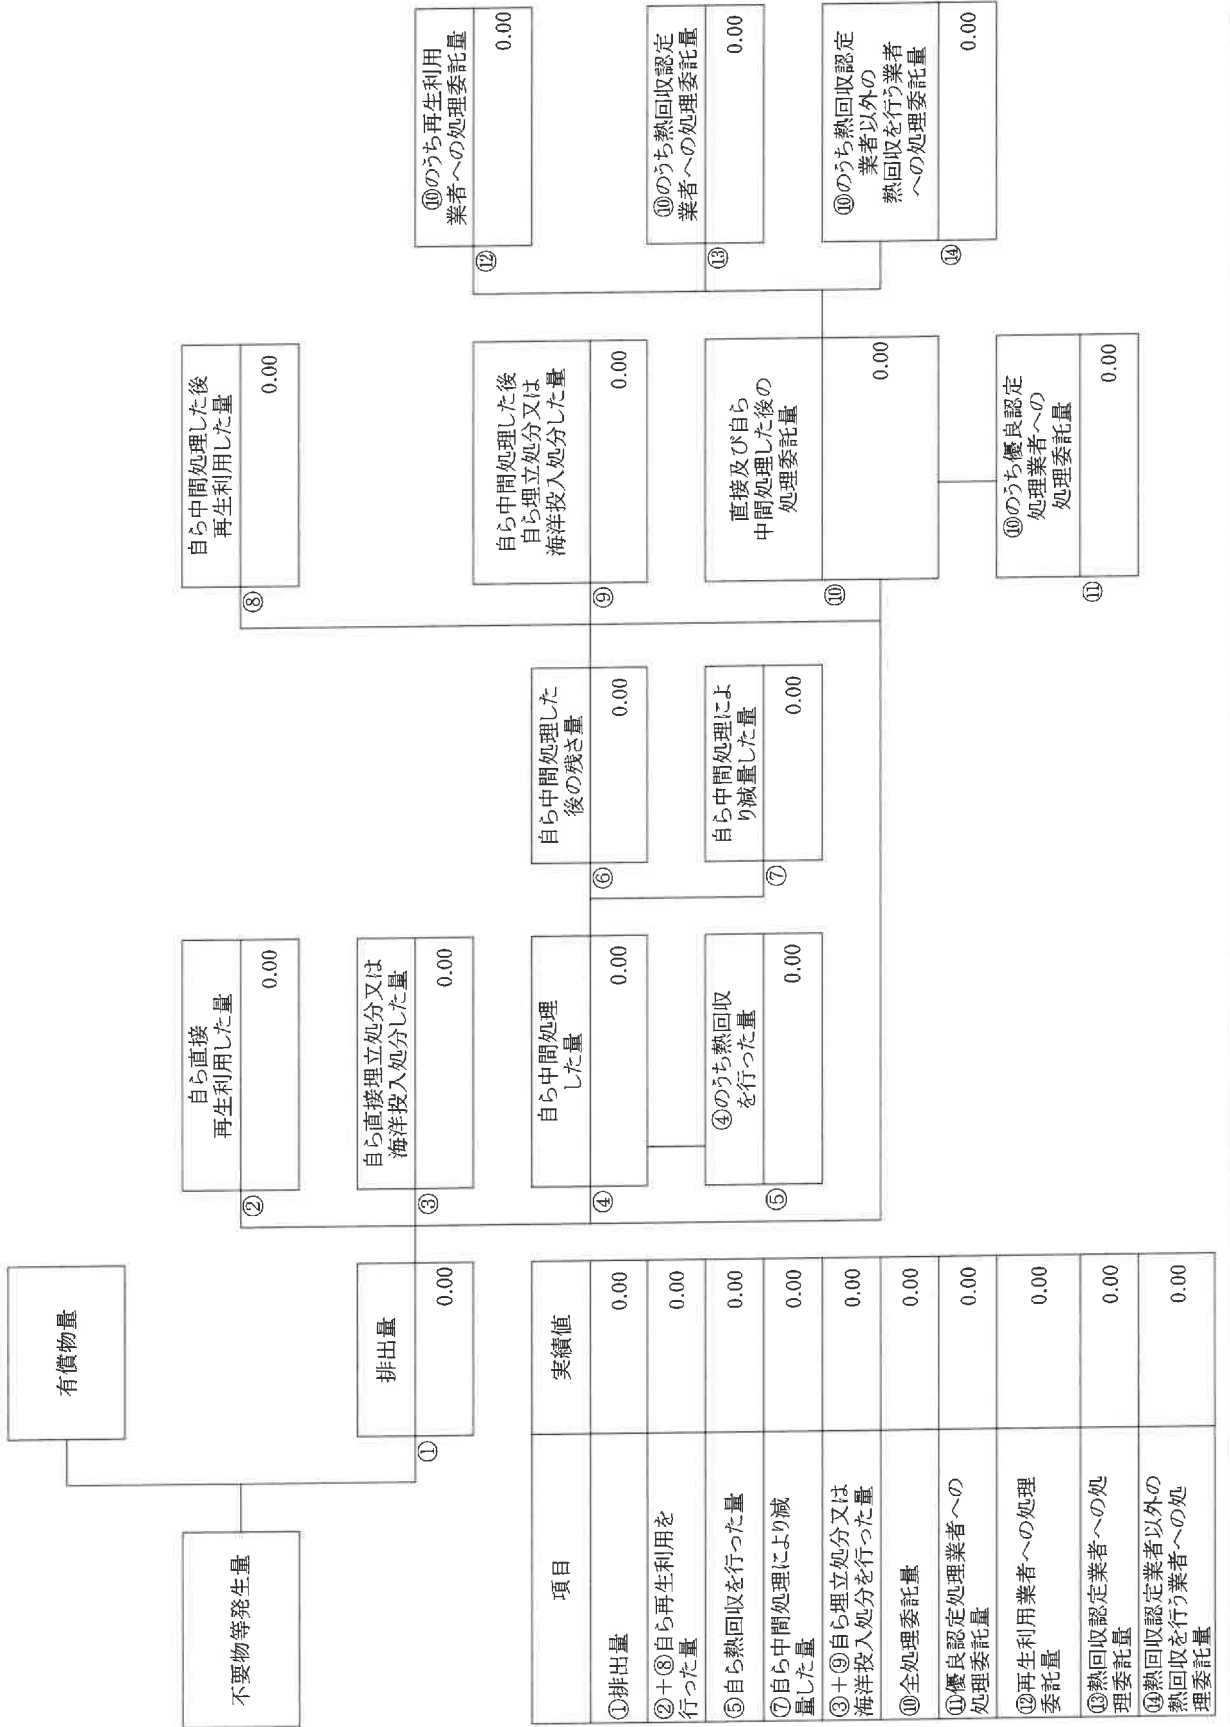 不要物等発生量
有償物量
排出量
①
0.00
自ら直接
再生利用した量
②
0.00
自ら直接埋立処分又は
海洋投入処分した量
③
0.00
自ら中間処理
した量
④
0.00
④のうち熱回収
を行った量
⑤
0.00
自ら中間処理した
後の残さ量
⑥
0.00
自ら中間処理によ
り減量した量
⑦
0.00
自ら中間処理した後
再生利用した量
⑧
0.00
自ら中間処理した後
自ら埋立処分又は
海洋投入処分した量
⑨
0.00
直接及び自ら
中間処理した後の
処理委託量
⑩
0.00
⑩のうち優良認定
処理業者への
処理委託量
⑪
0.00
⑩のうち再生利用
業者への処理委託量
⑫
0.00
⑩のうち熱回収認定
業者への処理委託量
⑬
0.00
⑩のうち熱回収認定
業者以外の
熱回収を行う業者
への処理委託量
⑭
0.00
項目 実績値
①排出量 0.00
②+⑧自ら再生利用を
行った量 0.00
⑤自ら熱回収を行った量 0.00
⑦自ら中間処理により減
量した量 0.00
③+⑨自ら埋立処分又は
海洋投入処分を行った量 0.00
⑩全処理委託量 0.00
⑪優良認定処理業者への
処理委託量 0.00
⑫再生利用業者への処理
委託量 0.00
⑬熱回収認定業者への処
理委託量 0.00
⑭熱回収認定業者以外の
熱回収を行う業者への処
理委託量 0.00